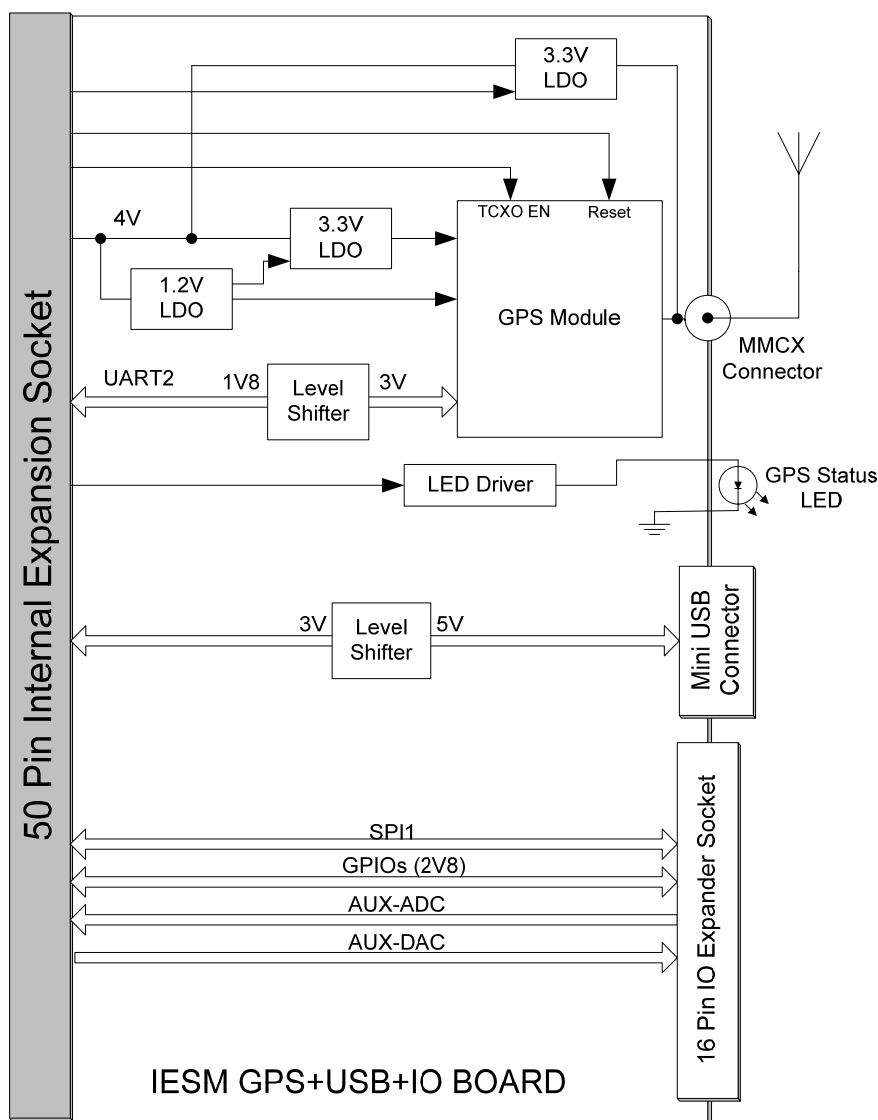 50 Pin Internal Expansion Socket
3.3V
LDO
TCXO EN
Reset
4V
3.3V
LDO
1.2V
LDO
GPS Module
MMCX
Connector
UART2
1V8
Level
Shifter
3V
LED Driver
GPS Status
LED
3V
Level
Shifter
5V
Mini USB
Connector
SPI1
GPIOs (2V8)
AUX-ADC
AUX-DAC
16 Pin IO Expander Socket
IESM GPS+USB+IO BOARD